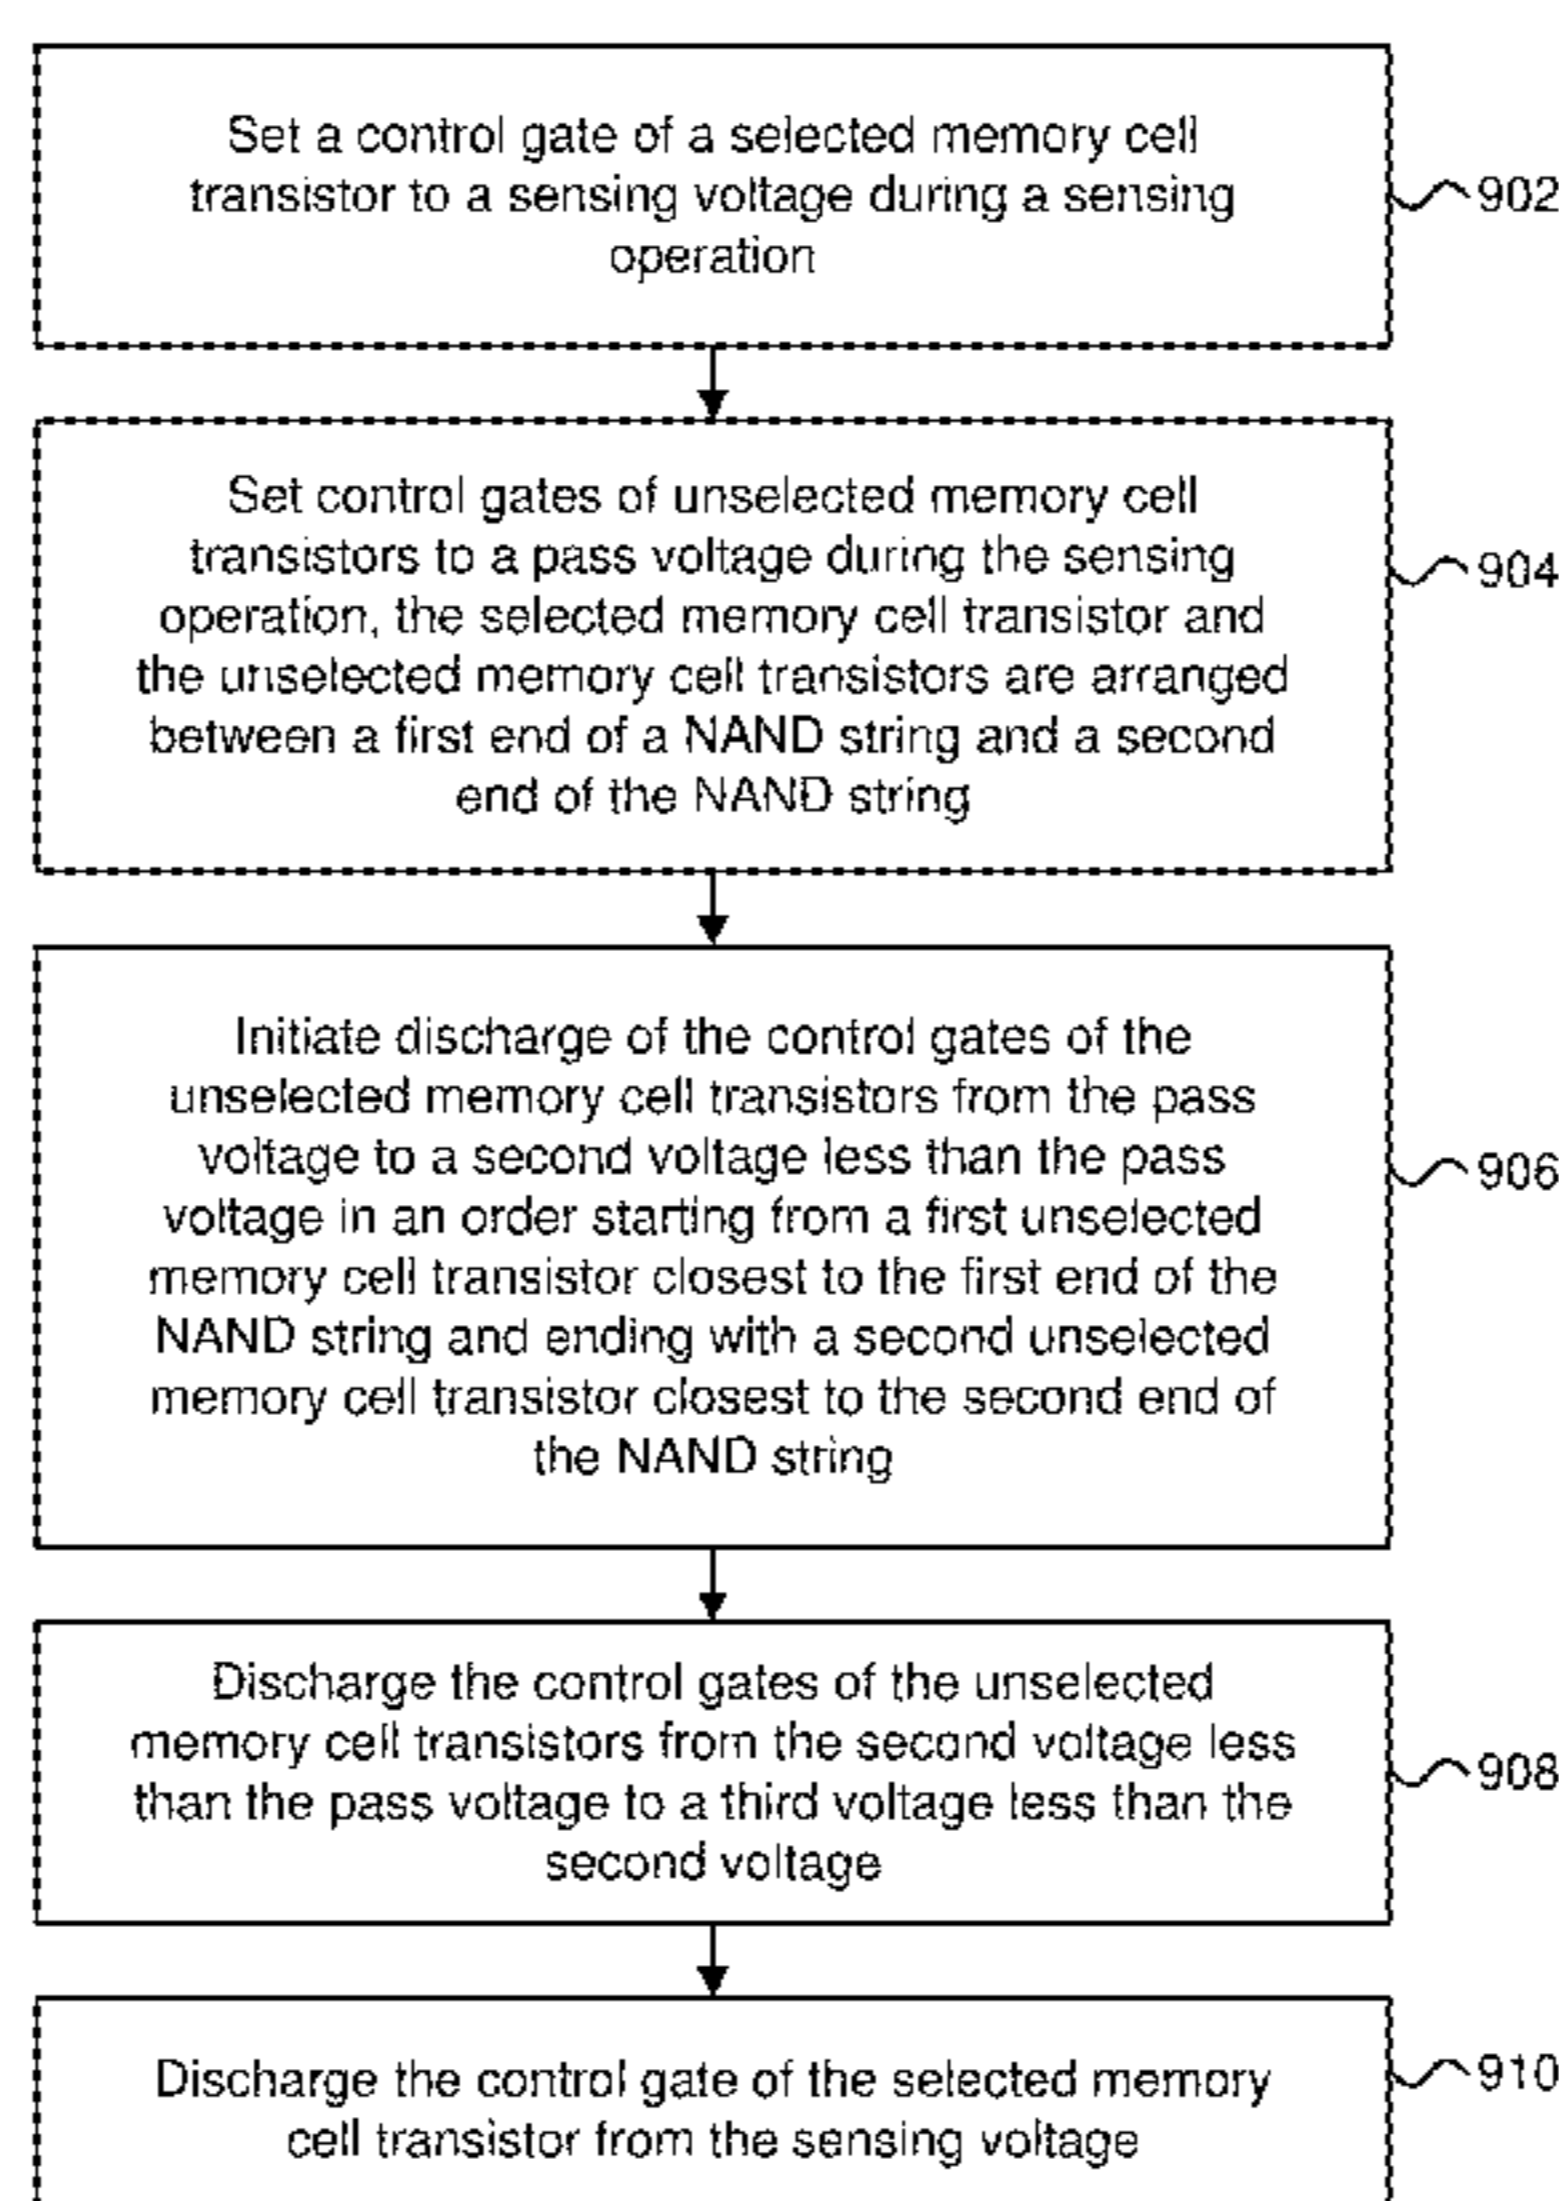 Set a control gate of a selected memory cell
transistor to a sensing voltage during a sensing
operation
902
Set control gates of unselected memory cell
transistors to a pass voltage during the sensing
operation, the selected memory cell transistor and
the unselected memory cell transistors are arranged
between a first end of a NAND string and a second
end of the NAND string
904
Initiate discharge of the control gates of the
unselected memory cell transistors from the pass
voltage to a second voltage less than the pass
voltage in an order starting from a first unselected
memory cell transistor closest to the first end of the
NAND string and ending with a second unselected
memory cell transistor closest to the second end of
the NAND string
906
Discharge the control gates of the unselected
memory cell transistors from the second voltage less
than the pass voltage to a third voltage less than the
second voltage
908
Discharge the control gate of the selected memory
cell transistor from the sensing voltage
910